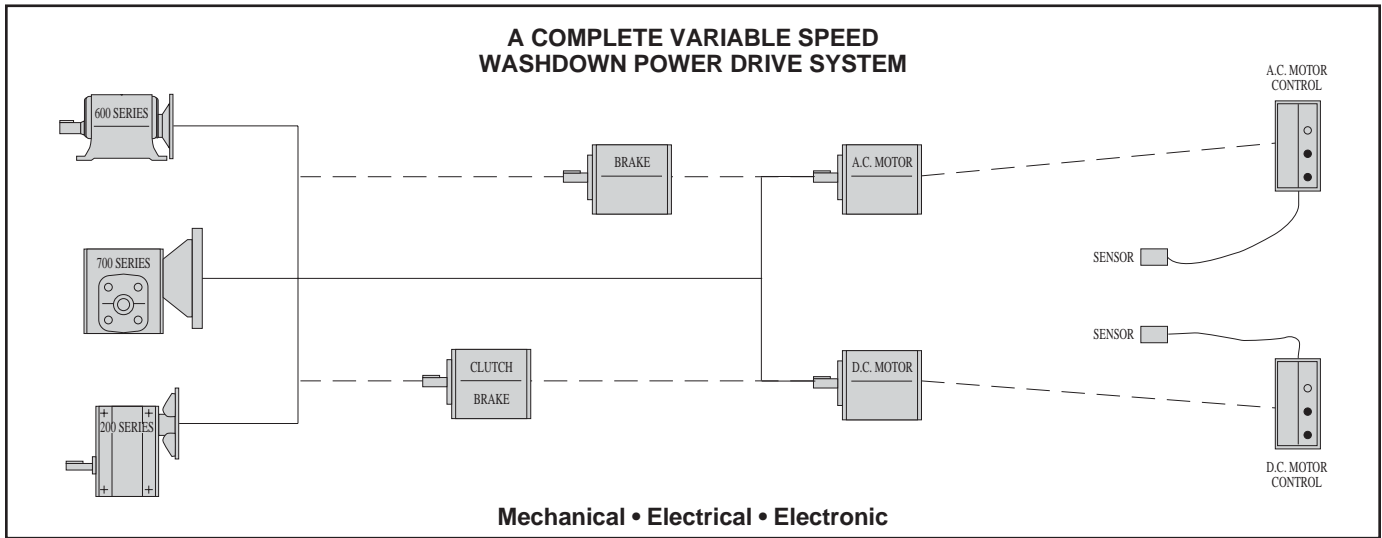 A COMPLETE VARIABLE SPEED
WASHDOWN POWER DRIVE SYSTEM
A.C. MOTOR
CONTROL
600 SERIES
BRAKE
A.C. MOTOR
SENSOR
700 SERIES
SENSOR
CLUTCH
BRAKE
D.C. MOTOR
200 SERIES
D.C. MOTOR
CONTROL
Mechanical • Electrical • Electronic